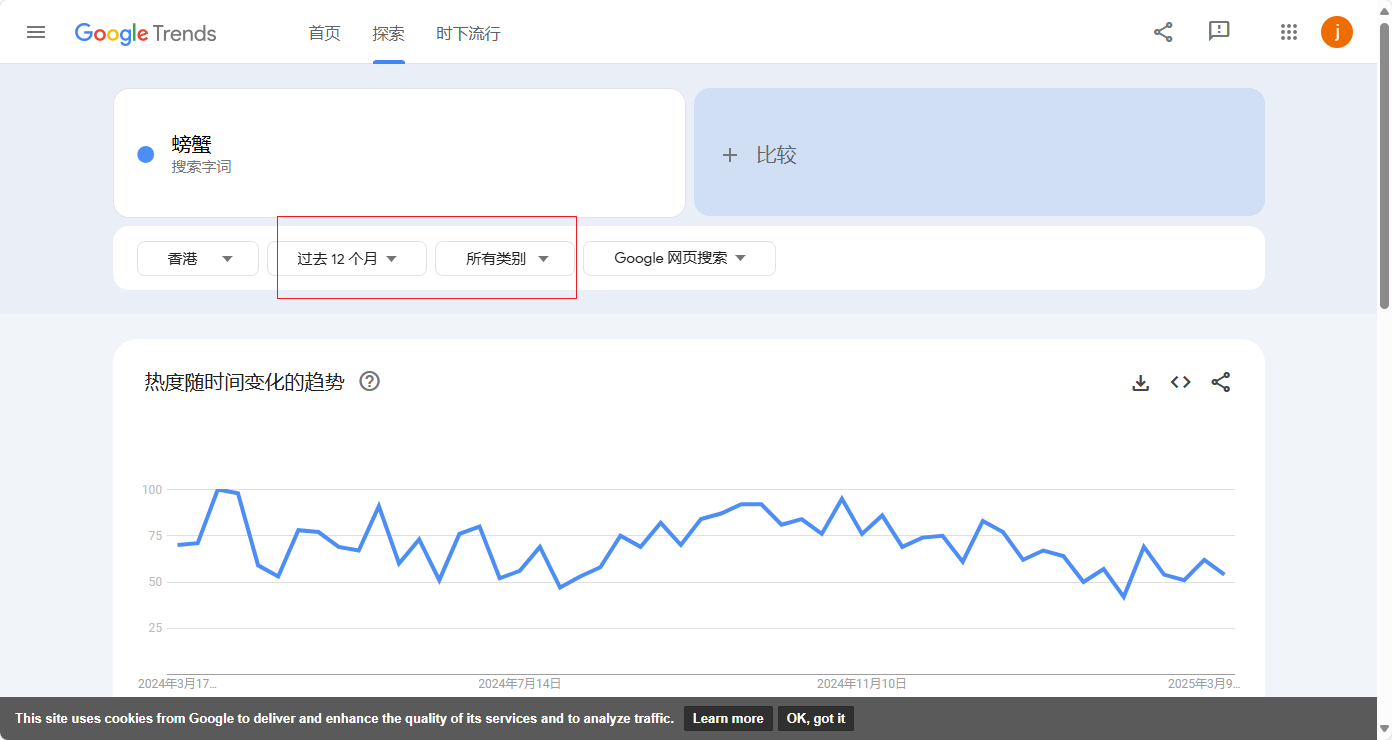 Google Trends 首页 探索 时下流行 j
螃蟹
搜索字词
+ 比较
香港 过去 12 个月 所有类别 Google 网页搜索
热度随时间变化的趋势
100
75
50
25
2024年3月17... 2024年7月14日 2024年11月10日 2025年3月9...
This site uses cookies from Google to deliver and enhance the quality of its services and to analyze traffic. Learn more OK, got it